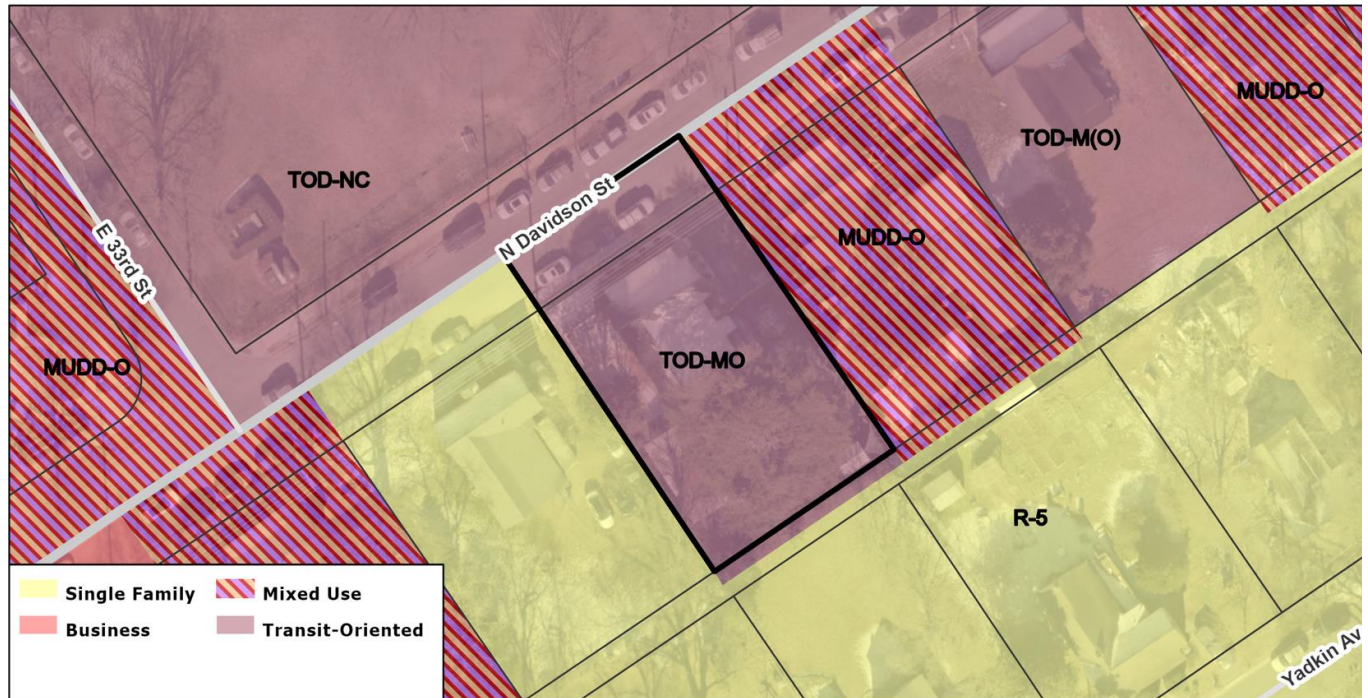 MUDD-O
TOD-M(O)
TOD-NC
N Davidson St
E 33rd St
MUDD-O
TOD-MO
MUDD-O
R-5
Single Family
Mixed Use
Business
Transit-Oriented
Yadkin Av